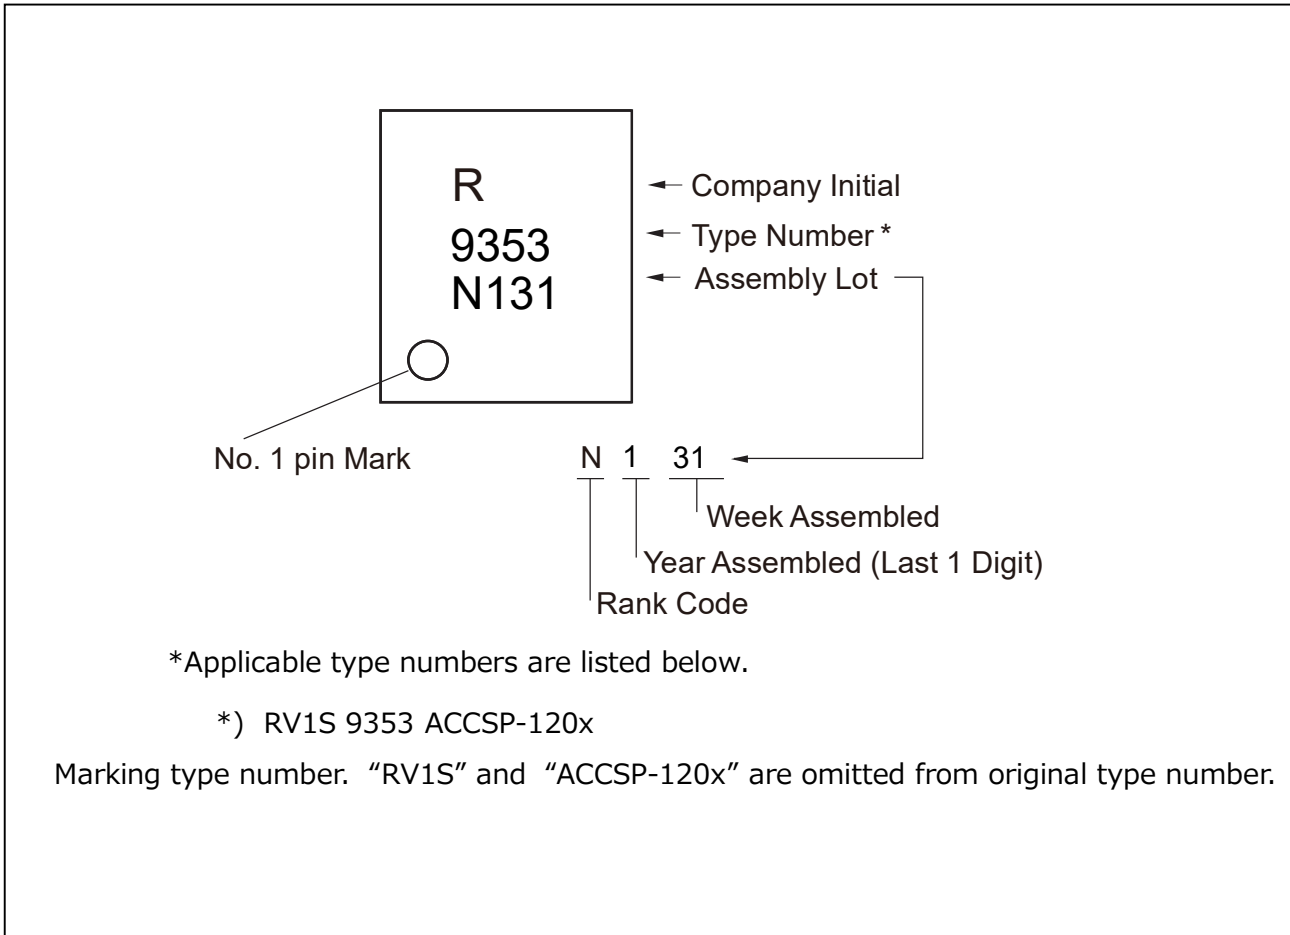 R
Company Initial
9353
Type Number *
N131
Assembly Lot
No. 1 pin Mark
N 1 31
Week Assembled
Year Assembled (Last 1 Digit)
Rank Code
*Applicable type numbers are listed below.
*) RV1S 9353 ACCSP-120x
Marking type number. “RV1S” and “ACCSP-120x” are omitted from original type number.